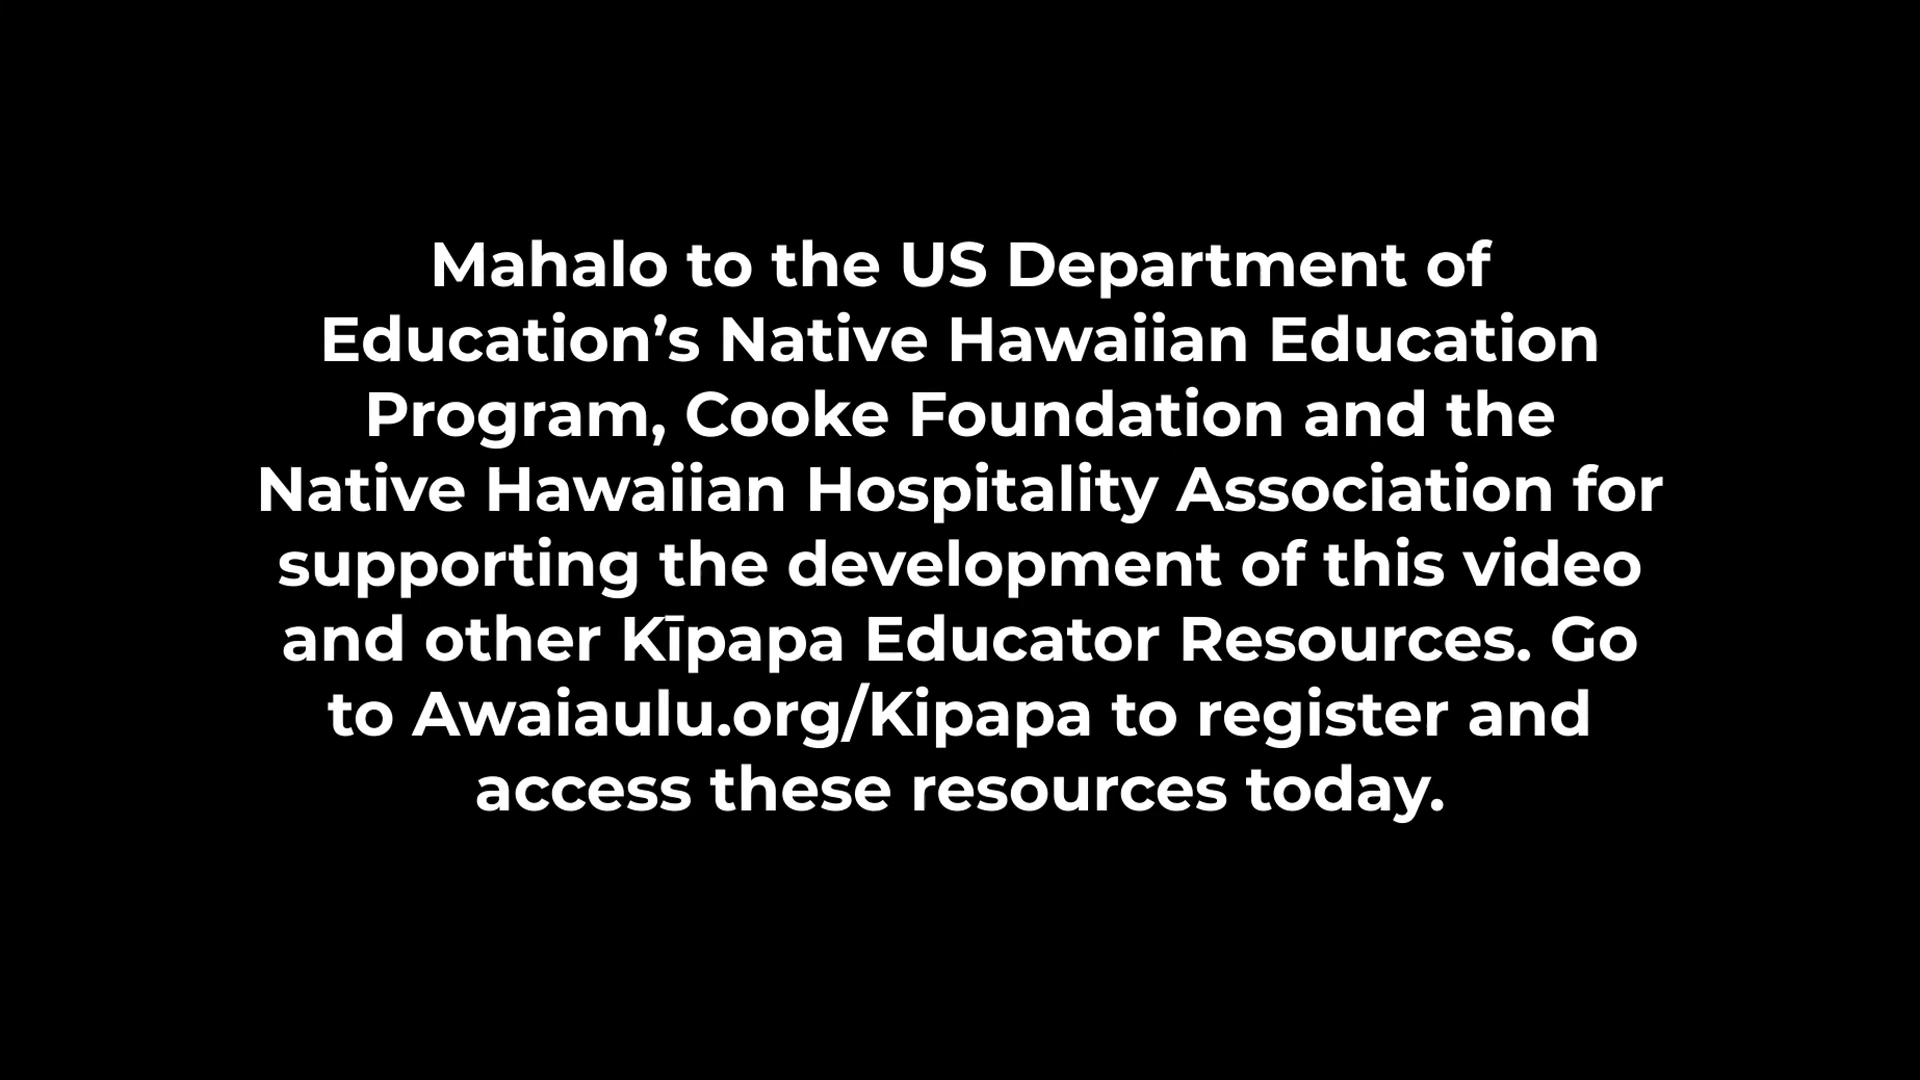 Mahalo to the US Department of
Education’s Native Hawaiian Education
Program, Cooke Foundation and the
Native Hawaiian Hospitality Association for
supporting the development of this video
and other Kīpapa Educator Resources. Go
to Awaiaulu.org/Kipapa to register and
access these resources today.